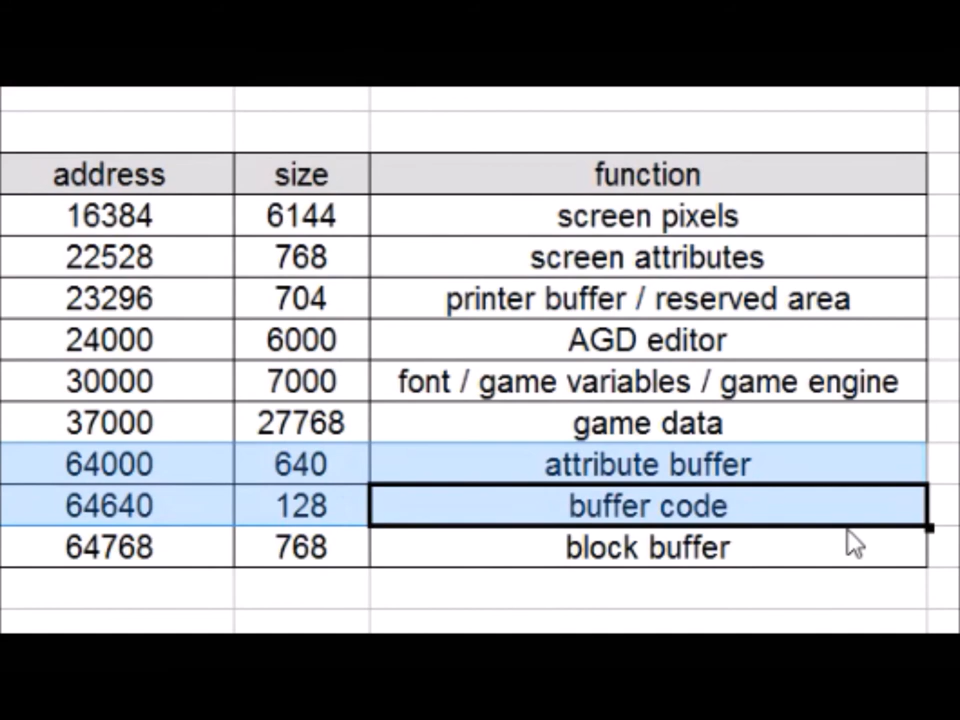 address size function
16384 6144 screen pixels
22528 768 screen attributes
23296 704 printer buffer / reserved area
24000 6000 AGD editor
30000 7000 font / game variables / game engine
37000 27768 game data
64000 640 attribute buffer
64640 128 buffer code
64768 768 block buffer